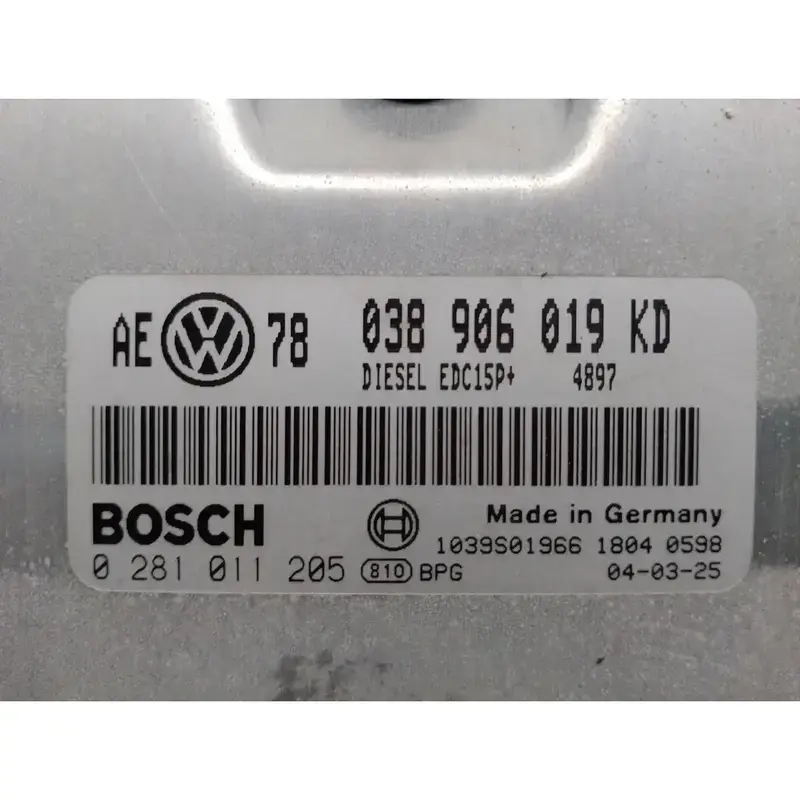 AE 78 038 906 019 KD
DIESEL EDC15P+ 4897
BOSCH
Made in Germany
1039S01966 1804 0598
0 281 011 205 810 BPG 04-03-25